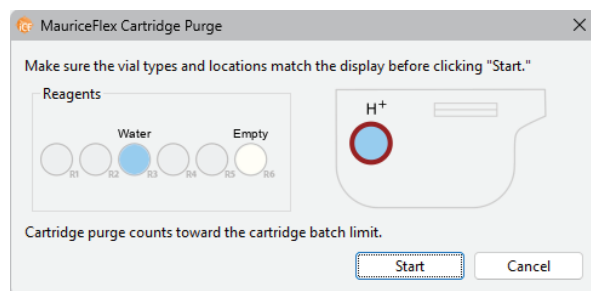 iCE MauriceFlex Cartridge Purge
Make sure the vial types and locations match the display before clicking "Start."
Reagents
Water Empty
R1 R2 R3 R4 R5 R6
H+
Cartridge purge counts toward the cartridge batch limit.
Start Cancel